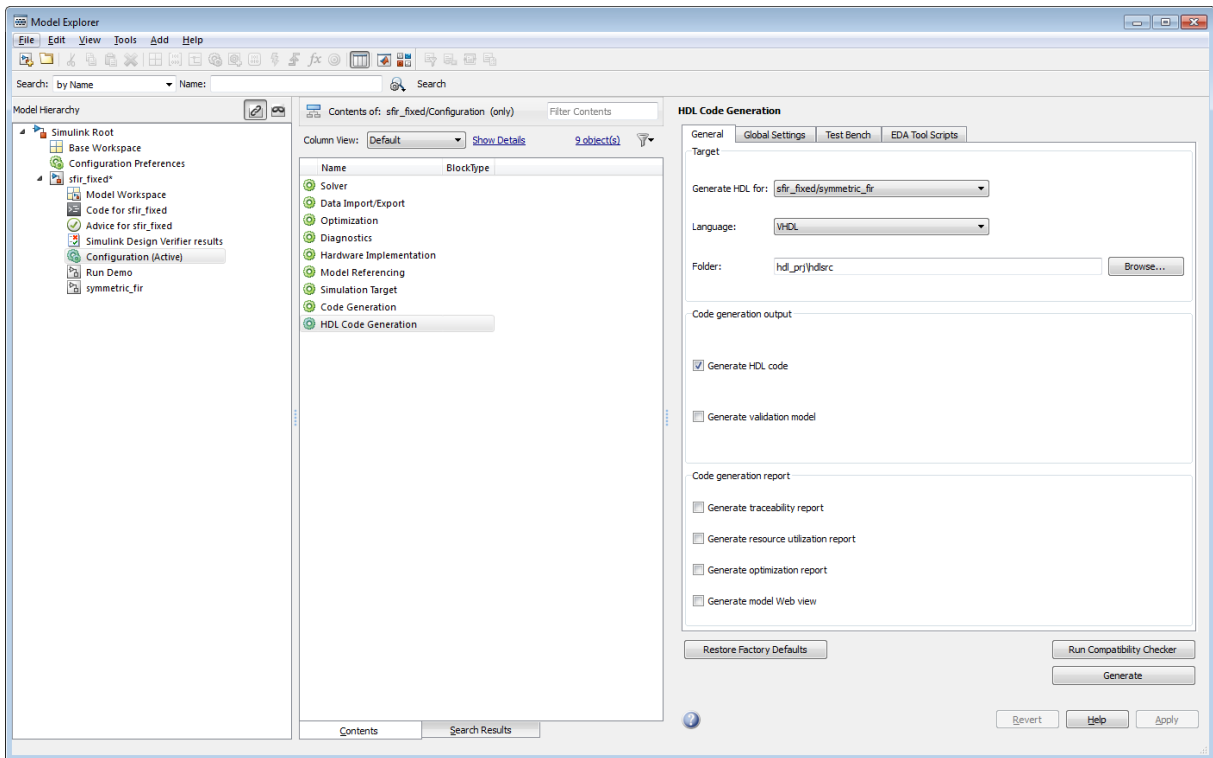 Model Explorer
File Edit View Tools Add Help
fx
Search: by Name Name: Search
Model Hierarchy
Simulink Root
Base Workspace
Configuration Preferences
sfir_fixed*
Model Workspace
Code for sfir_fixed
Advice for sfir_fixed
Simulink Design Verifier results
Configuration (Active)
Run Demo
symmetric_fir
Contents of: sfir_fixed/Configuration (only) Filter Contents
Column View: Default Show Details 9 object(s)
Name BlockType
Solver
Data Import/Export
Optimization
Diagnostics
Hardware Implementation
Model Referencing
Simulation Target
Code Generation
HDL Code Generation
Contents Search Results
HDL Code Generation
General Global Settings Test Bench EDA Tool Scripts
Target
Generate HDL for: sfir_fixed/symmetric_fir
Language: VHDL
Folder: hdl_prj\hdlsrc Browse...
Code generation output
Generate HDL code
Generate validation model
Code generation report
Generate traceability report
Generate resource utilization report
Generate optimization report
Generate model Web view
Restore Factory Defaults Run Compatibility Checker
Generate
Revert Help Apply